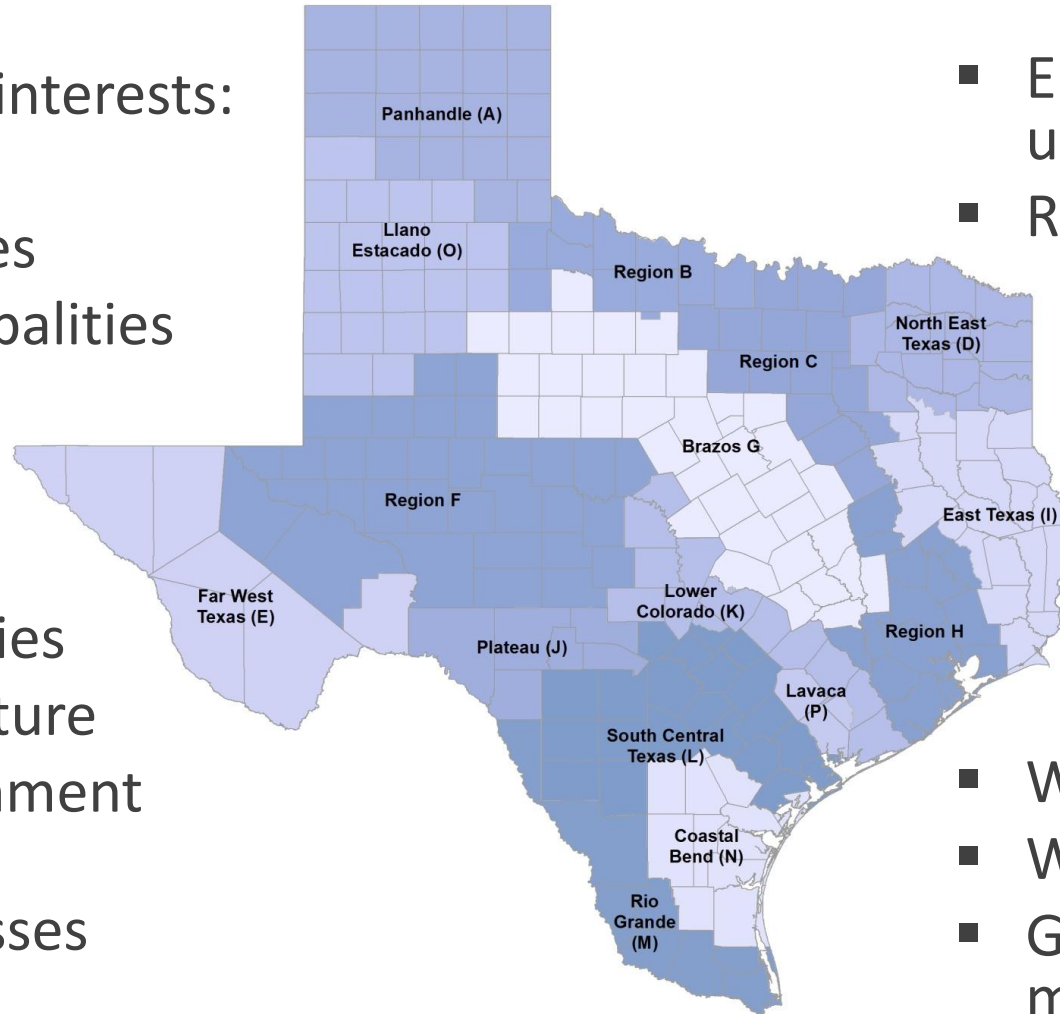 interests:
es
palities
ies
ture
nment
sses
Panhandle (A)
Llano
Estacado (O)
Region B
North East
Texas (D)
Region C
Brazos G
Region F
East Texas (I)
Far West
Texas (E)
Lower
Colorado (K)
Region H
Plateau (J)
Lavaca
(P)
South Central
Texas (L)
Coastal
Bend (N)
Rio
Grande
(M)
▪ E
u
▪ R
▪ W
▪ W
▪ G
m